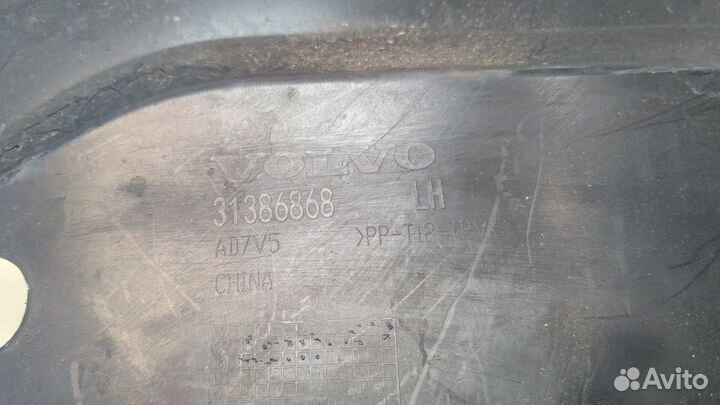 VOLVO
31386868 LH
AD7V5 >PP-T12-TPV<
CHINA
Avito